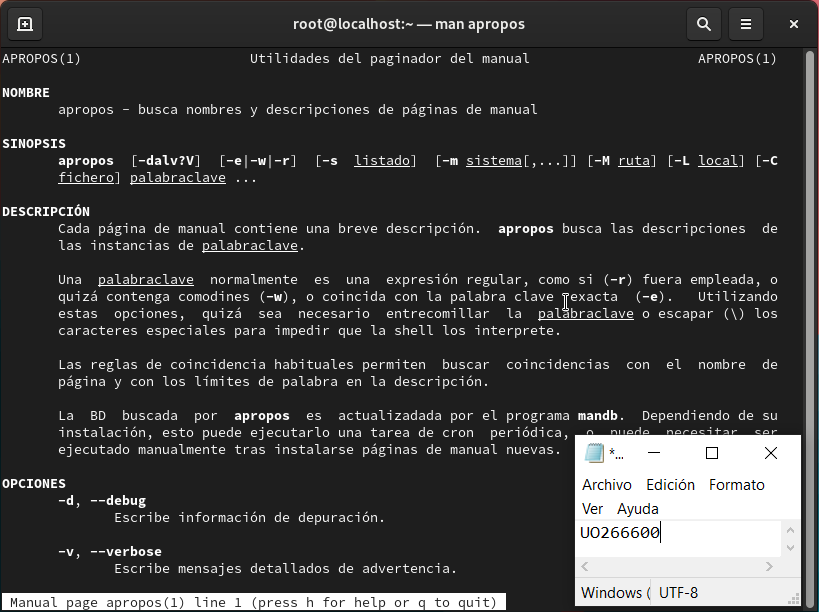 root@localhost:~ — man apropos
APROPOS(1) Utilidades del paginador del manual APROPOS(1)
NOMBRE
apropos - busca nombres y descripciones de páginas de manual
SINOPSIS
apropos [-dalv?V] [-e|-w|-r] [-s listado] [-m sistema[,...]] [-M ruta] [-L local] [-C
fichero] palabraclave ...
DESCRIPCIÓN
Cada página de manual contiene una breve descripción. apropos busca las descripciones de
las instancias de palabraclave.
Una palabraclave normalmente es una expresión regular, como si (-r) fuera empleada, o
quizá contenga comodines (-w), o coincida con la palabra clave exacta (-e). Utilizando
estas opciones, quizá sea necesario entrecomillar la palabraclave o escapar (\) los
caracteres especiales para impedir que la shell los interprete.
Las reglas de coincidencia habituales permiten buscar coincidencias con el nombre de
página y con los límites de palabra en la descripción.
La BD buscada por apropos es actualizadada por el programa mandb. Dependiendo de su
instalación, esto puede ejecutarlo una tarea de cron periódica, o puede necesitar ser
ejecutado manualmente tras instalarse páginas de manual nuevas.
OPCIONES
-d, --debug
Escribe información de depuración.
-v, --verbose
Escribe mensajes detallados de advertencia.
Manual page apropos(1) line 1 (press h for help or q to quit)
*...
Archivo Edición Formato
Ver Ayuda
UO266600
Windows ( UTF-8